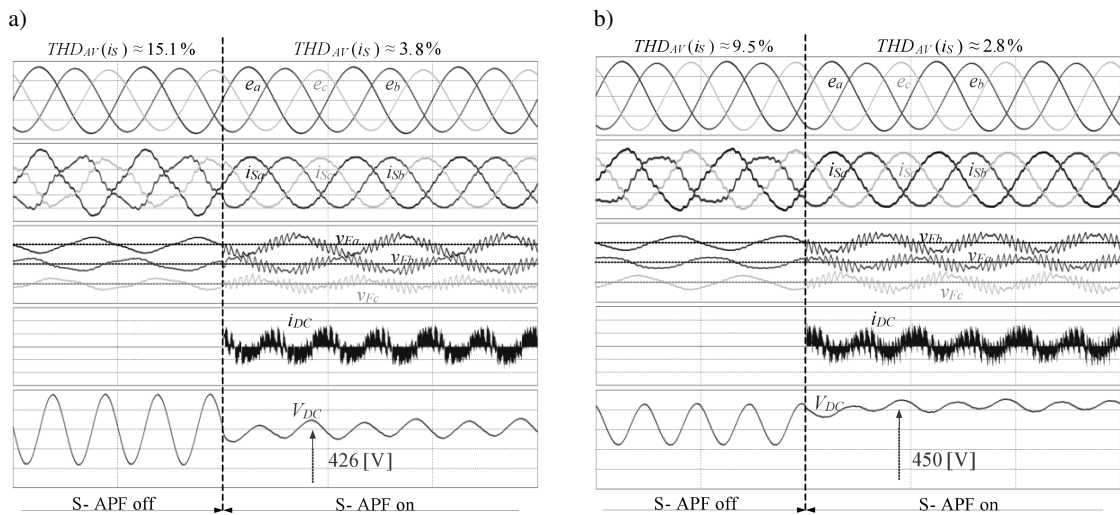 a)
THD_AV(i_S) ≈ 15.1%
THD_AV(i_S) ≈ 3.8%
e_a e_c e_b
i_Sa i_Sc i_Sb
v_Fa
v_Fb
v_Fc
i_DC
V_DC
426 [V]
S- APF off
S- APF on
b)
THD_AV(i_S) ≈ 9.5%
THD_AV(i_S) ≈ 2.8%
e_a e_c e_b
i_Sa i_Sc i_Sb
v_Fb
v_Fa
v_Fc
i_DC
V_DC
450 [V]
S- APF off
S- APF on